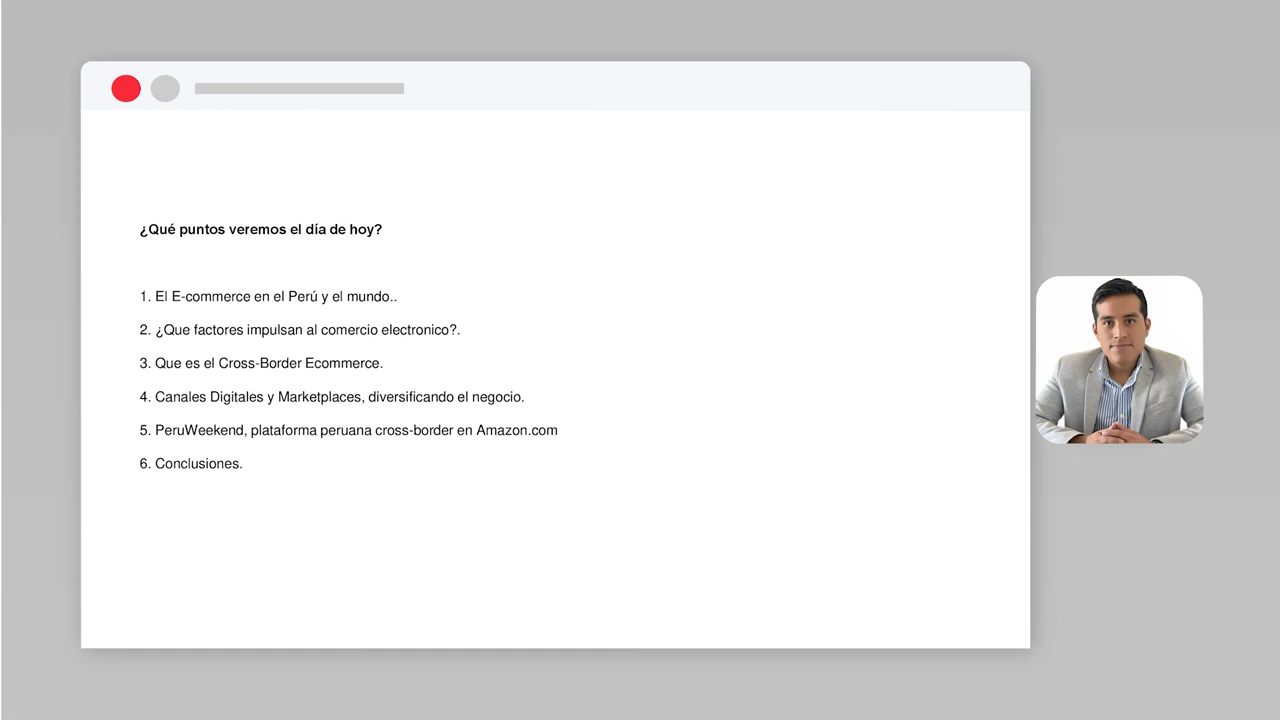 ¿Qué puntos veremos el día de hoy?
1. El E-commerce en el Perú y el mundo..
2. ¿Que factores impulsan al comercio electronico?.
3. Que es el Cross-Border Ecommerce.
4. Canales Digitales y Marketplaces, diversificando el negocio.
5. PeruWeekend, plataforma peruana cross-border en Amazon.com
6. Conclusiones.